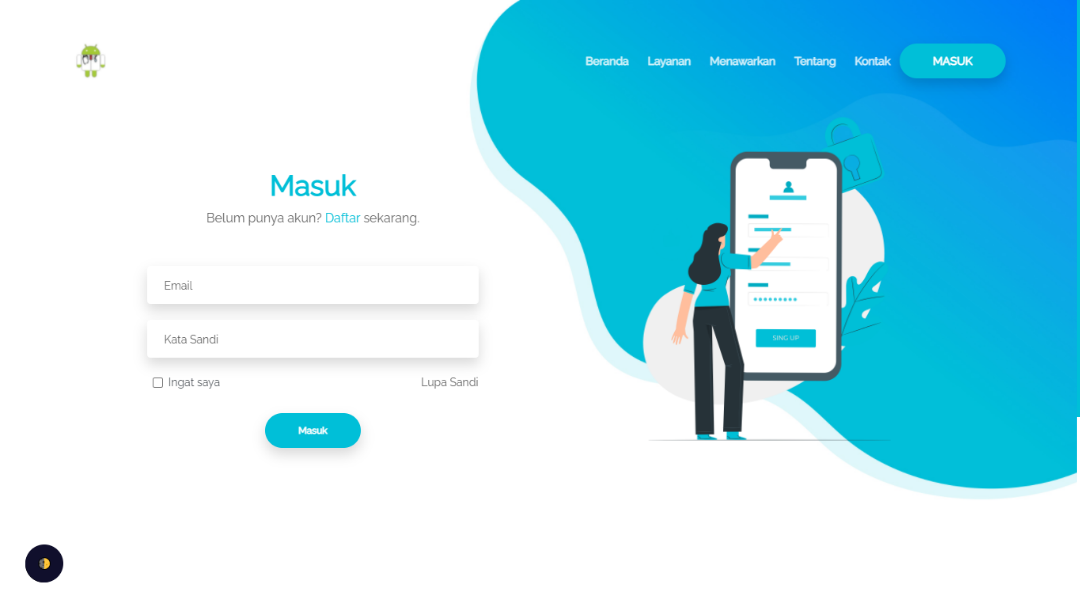 Beranda Layanan Menawarkan Tentang Kontak MASUK
Masuk
Belum punya akun? Daftar sekarang.
Email
Kata Sandi
Ingat saya Lupa Sandi
Masuk
SING UP